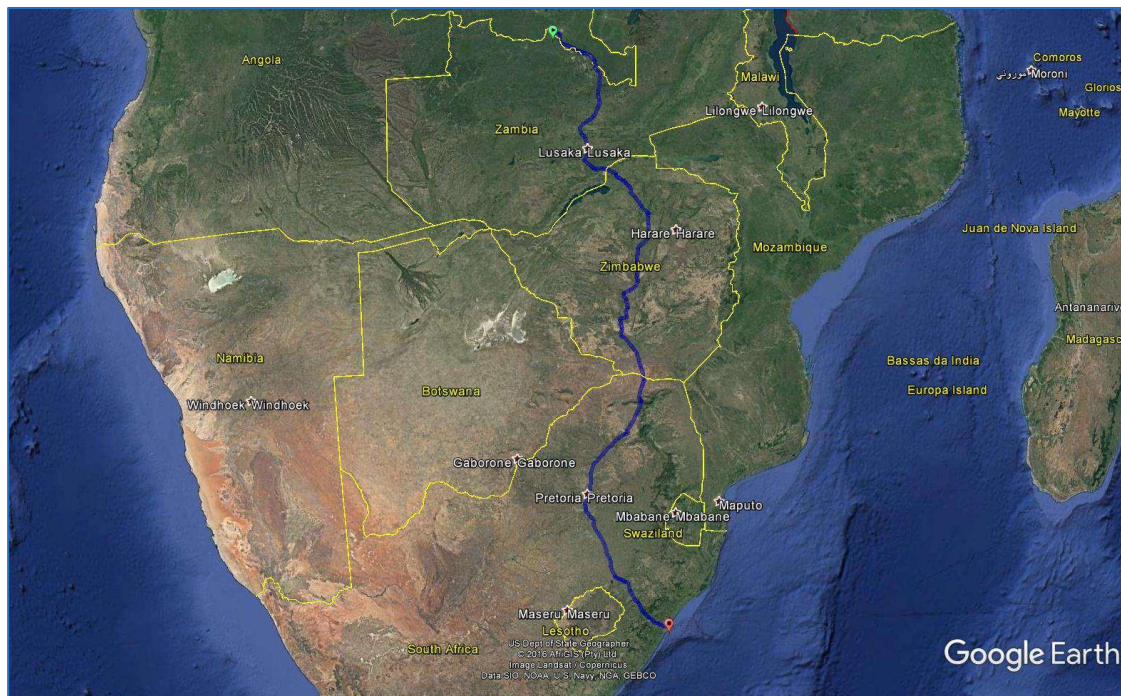 Comoros
Angola
موروني Moroni
Malawi
Glorios
Lilongwe Lilongwe
Mayotte
Zambia
Lusaka Lusaka
Juan de Nova Island
Harare Harare
Mozambique
Zimbabwe
Antananarivo
Madagasc
Namibia
Bassas da India
Botswana
Europa Island
Windhoek Windhoek
Gaborone Gaborone
Pretoria Pretoria
Maputo
Mbabane Mbabane
Swaziland
Maseru Maseru
Lesotho
South Africa
US Dept of State Geographer
© 2016 AfriGIS (Pty) Ltd.
Image Landsat / Copernicus
Data SIO, NOAA, U.S. Navy, NGA, GEBCO
Google Earth